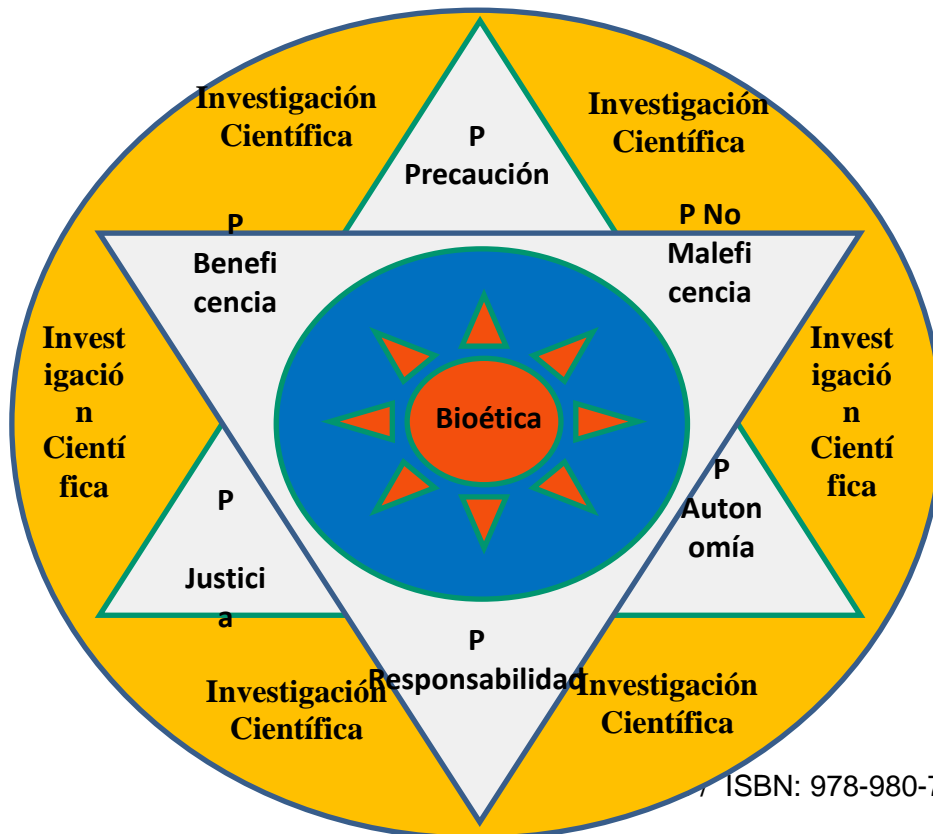 Investigación
Científica
Investigación
Científica
P
Precaución
P
Benefi
cencia
P No
Malefi
cencia
Invest
igació
n
Cientí
fica
Bioética
Invest
igació
n
Cientí
fica
P
Justici
a
P
Auton
omía
P
Responsabilidad
Investigación
Científica
Investigación
Científica
ISBN: 978-980-7